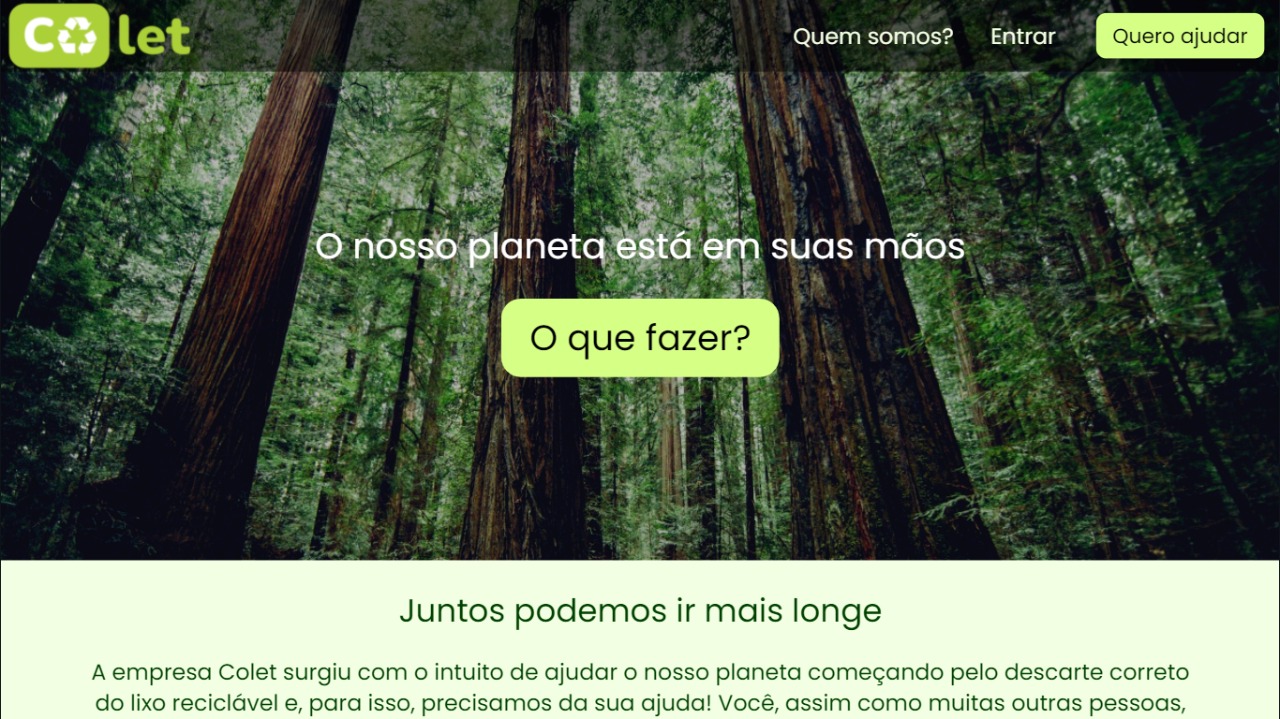 Colet
Quem somos?
Entrar
Quero ajudar
O nosso planeta está em suas mãos
O que fazer?
Juntos podemos ir mais longe
A empresa Colet surgiu com o intuito de ajudar o nosso planeta começando pelo descarte correto
do lixo reciclável e, para isso, precisamos da sua ajuda! Você, assim como muitas outras pessoas,